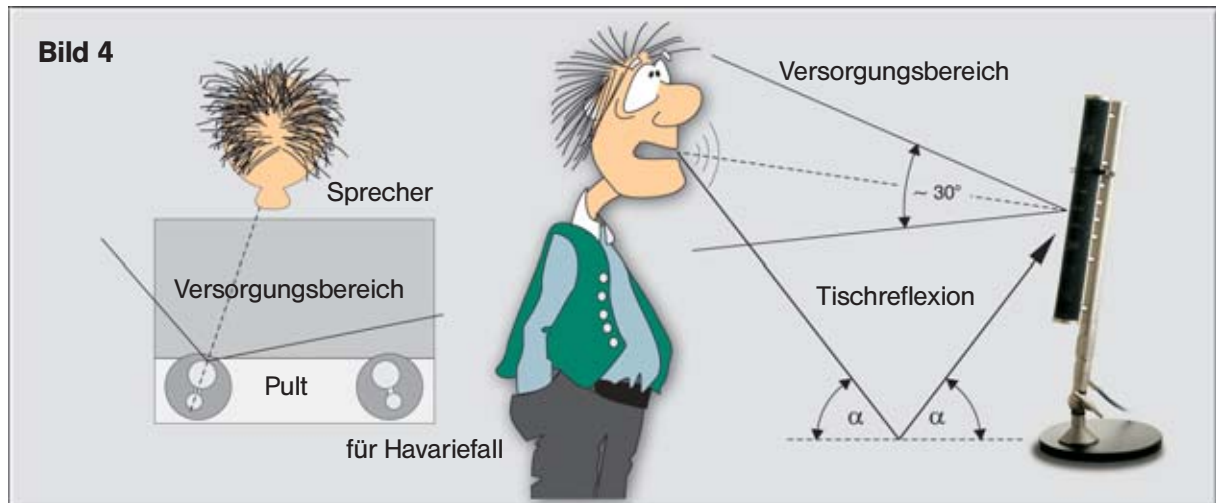 Bild 4
Sprecher
Versorgungsbereich
Pult
für Havariefall
Versorgungsbereich
~ 30°
Tischreflexion
α
α